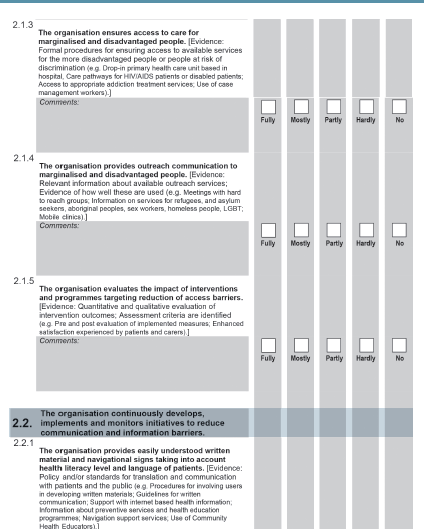 2.1.3
The organisation ensures access to care for
marginalised and disadvantaged people. [Evidence:
Formal procedures for ensuring access to available services
for the more disadvantaged people or people at risk of
discrimination (e.g. Drop-in primary health care unit based in
hospital, Care pathways for HIV/AIDS patients or disabled patients;
Access to appropriate addiction treatment services; Use of case
management workers).]
Comments:
Fully Mostly Partly Hardly No
2.1.4
The organisation provides outreach communication to
marginalised and disadvantaged people. [Evidence:
Relevant information about available outreach services;
Evidence of how well these are used (e.g. Meetings with hard
to reach groups; Information on services for refugees, and asylum
seekers, aboriginal peoples, sex workers, homeless people, LGBT;
Mobile clinics).]
Comments:
Fully Mostly Partly Hardly No
2.1.5
The organisation evaluates the impact of interventions
and programmes targeting reduction of access barriers.
[Evidence: Quantitative and qualitative evaluation of
intervention outcomes; Assessment criteria are identified
(e.g. Pre and post evaluation of implemented measures; Enhanced
satisfaction experienced by patients and carers).]
Comments:
Fully Mostly Partly Hardly No
2.2. The organisation continuously develops,
implements and monitors initiatives to reduce
communication and information barriers.
2.2.1
The organisation provides easily understood written
material and navigational signs taking into account
health literacy level and language of patients. [Evidence:
Policy and/or standards for translation and communication
with patients and the public (e.g. Procedures for involving users
in developing written materials; Guidelines for written
communication; Support with internet based health information;
Information about preventive services and health education
programmes; Navigation support services; Use of Community
Health Educators).]